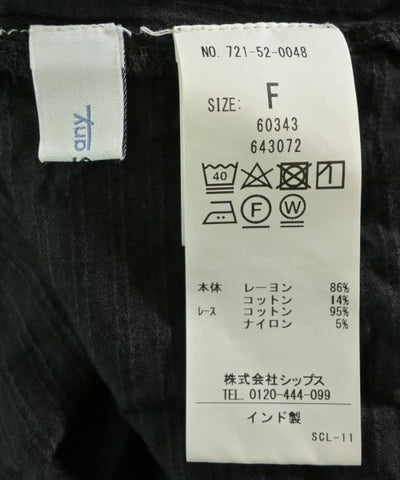 any
S
NO. 721-52-0048
SIZE: F
60343
643072
40
F
W
本体 レーヨン 86%
コットン 14%
レース コットン 95%
ナイロン 5%
株式会社シップス
TEL. 0120-444-099
インド製
SCL-11